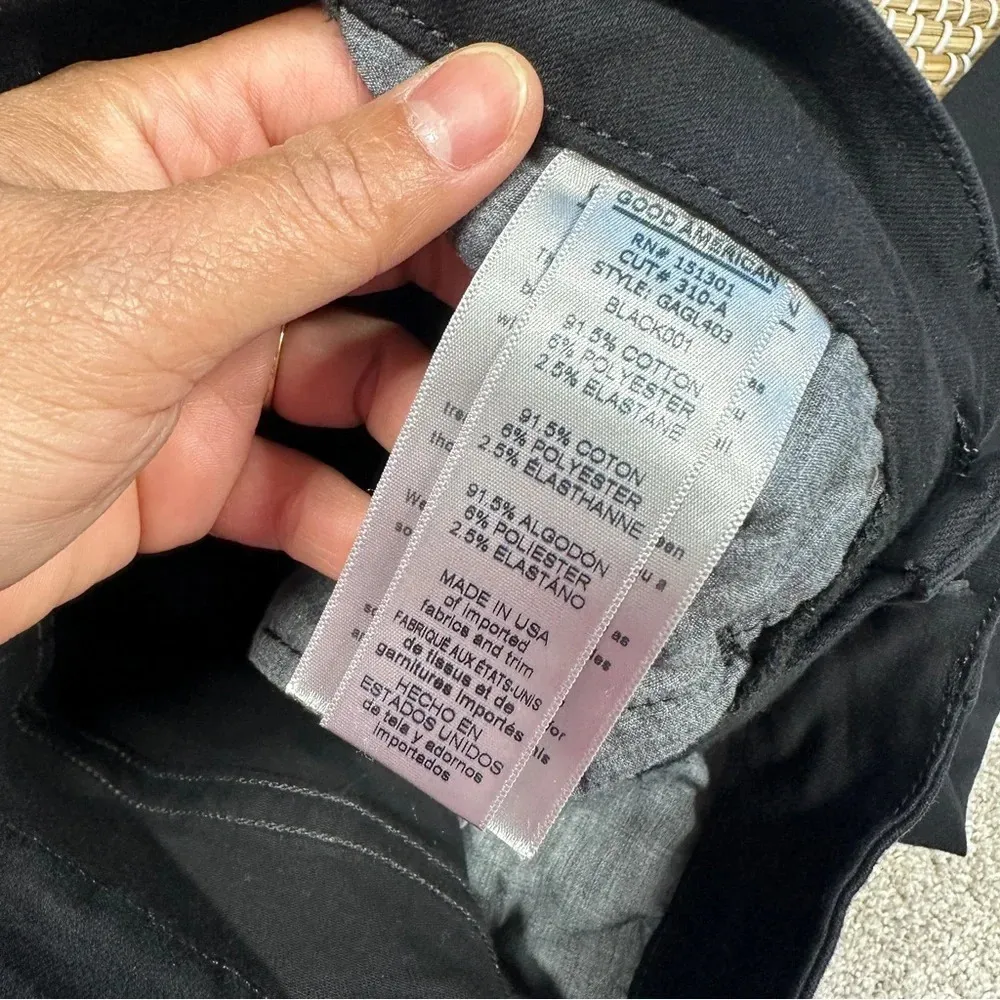 GOOD AMERICAN
RN# 151301
CUT# 310-A
STYLE: GAGL403
BLACK001
91.5% COTTON
6% POLYESTER
2.5% ELASTANE
91.5% COTON
6% POLYESTER
2.5% ÉLASTHANNE
91.5% ALGODÓN
6% POLIESTER
2.5% ELASTANO
MADE IN USA
of imported
fabrics and trim
FABRIQUÉ AUX ÉTATS-UNIS
de tissus et de
garnitures importés
HECHO EN
ESTADOS UNIDOS
de tela y adornos
importados